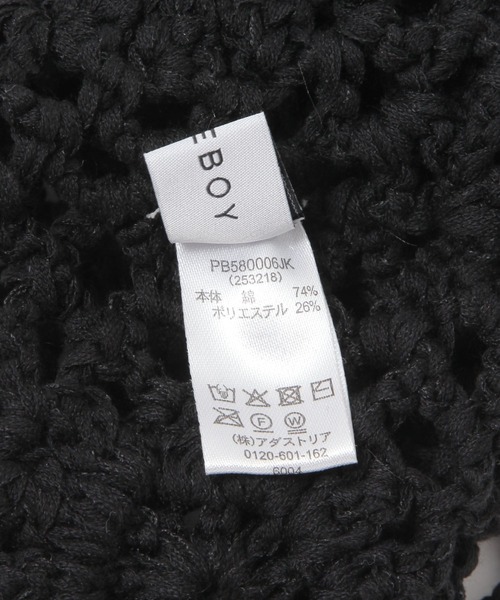 EBOY
PB580006JK
(253218)
本体 綿 74%
ポリエステル 26%
F W
(株)アダストリア
0120-601-162
6004